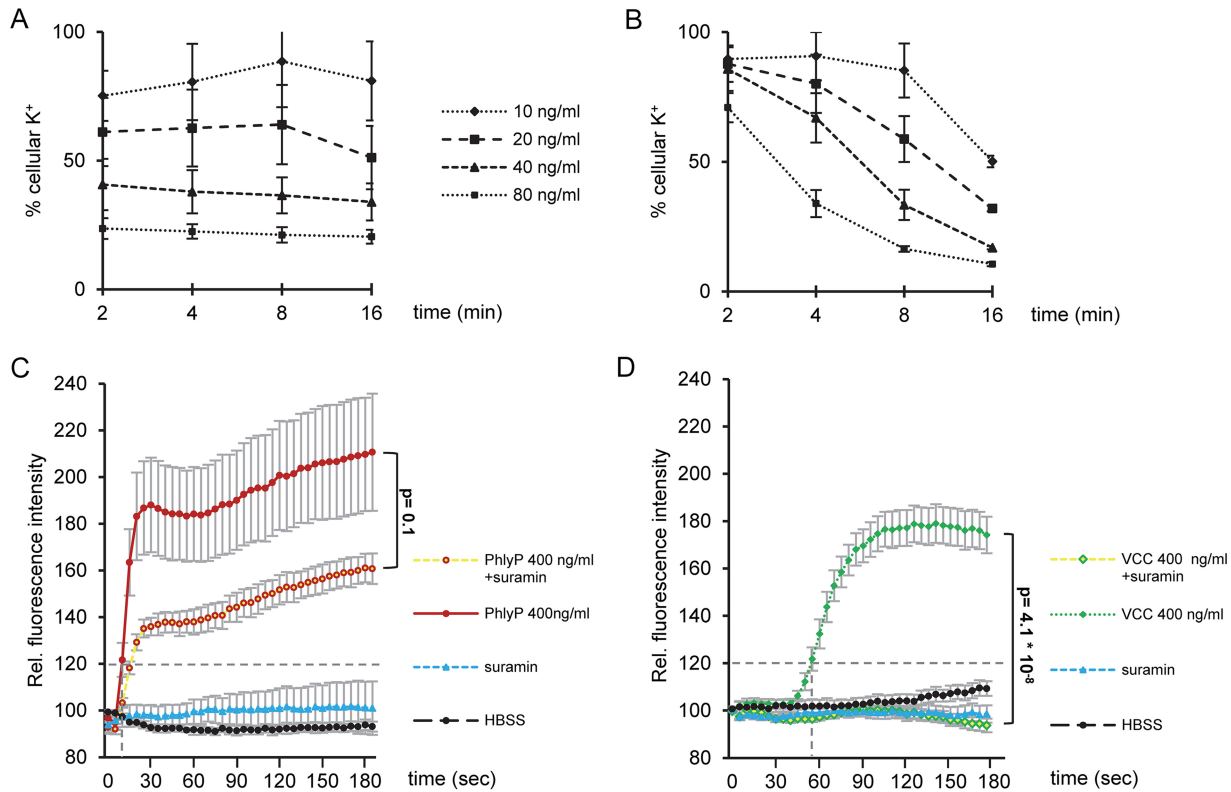 A
100
50
0
% cellular K⁺
2
4
8
16
time (min)
10 ng/ml
20 ng/ml
40 ng/ml
80 ng/ml
B
100
50
0
% cellular K⁺
2
4
8
16
time (min)
C
240
220
200
180
160
140
120
100
80
Rel. fluorescence intensity
0
30
60
90
120
150
180
time (sec)
p= 0.1
PhlyP 400 ng/ml
+suramin
PhlyP 400ng/ml
suramin
HBSS
D
240
220
200
180
160
140
120
100
80
Rel. fluorescence intensity
0
30
60
90
120
150
180
time (sec)
p= 4.1 * 10⁻⁸
VCC 400 ng/ml
+suramin
VCC 400 ng/ml
suramin
HBSS